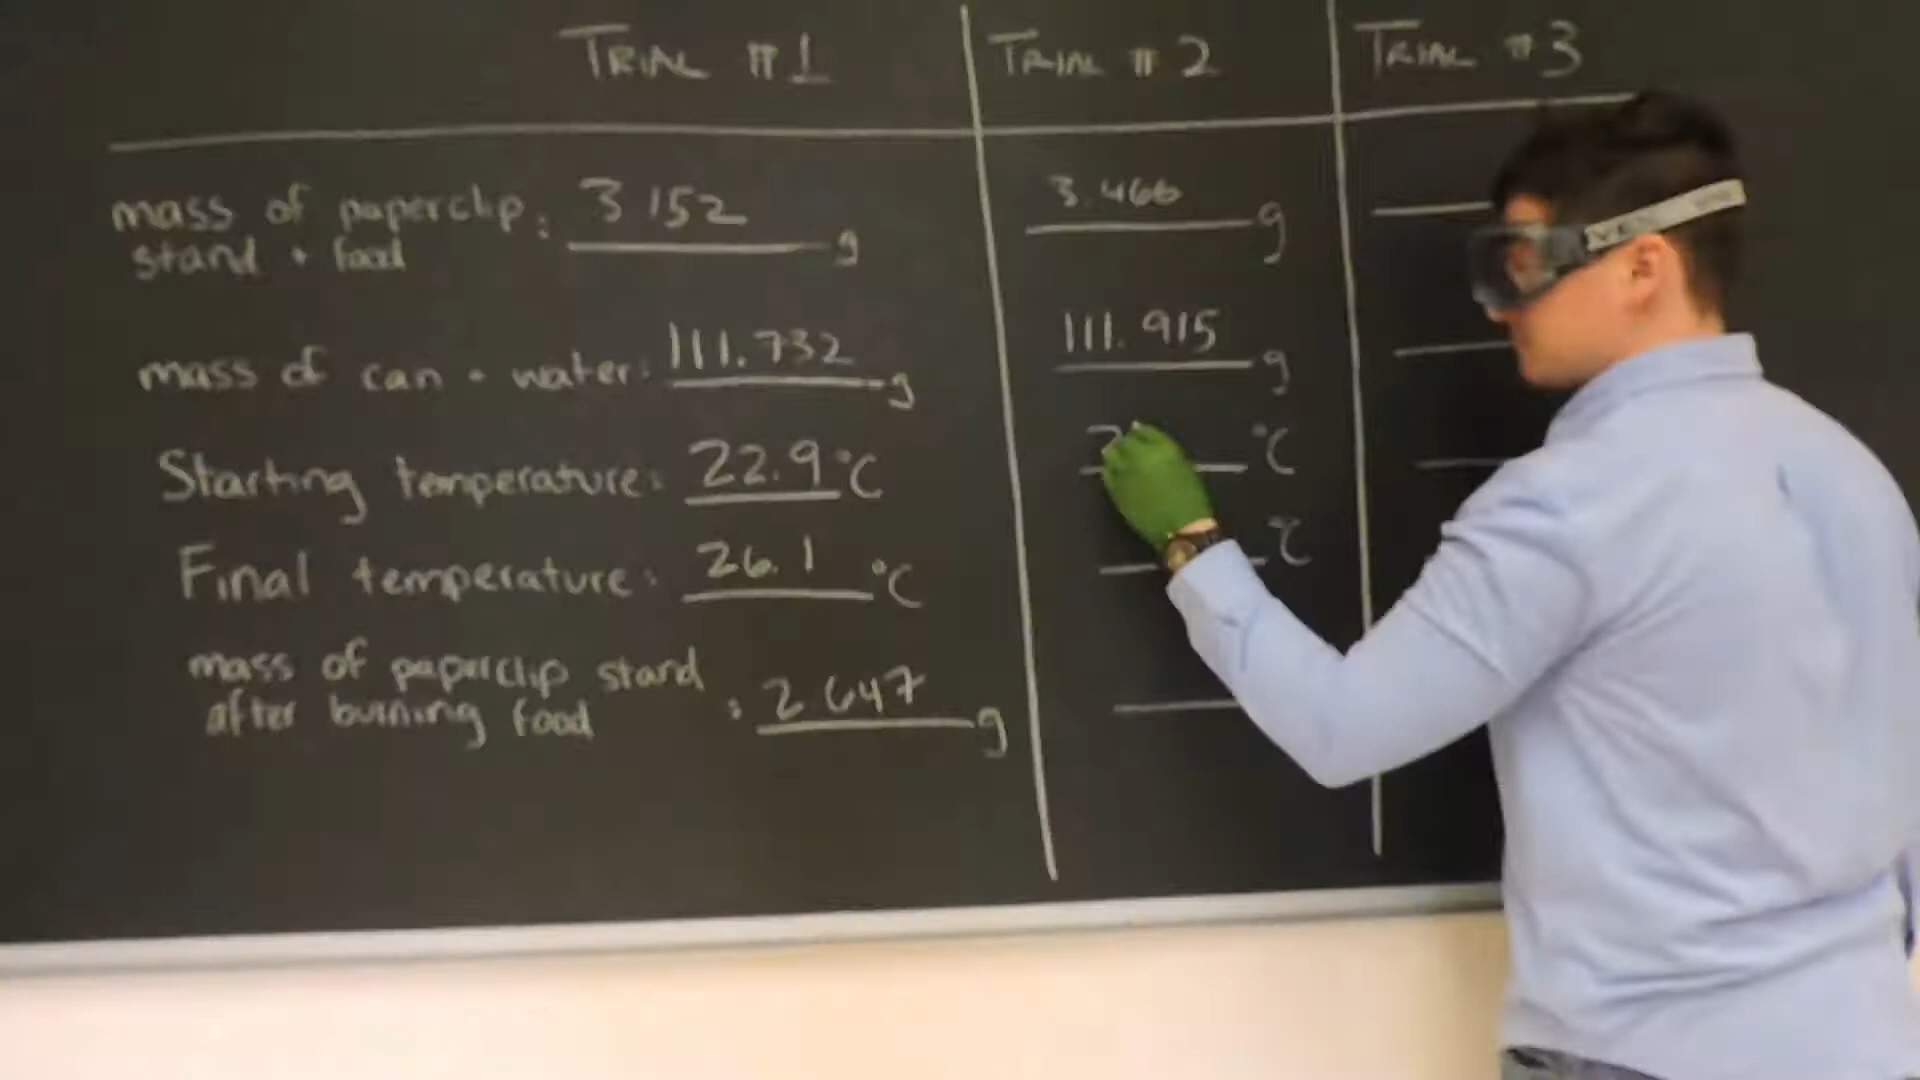 TRIAL #1 TRIAL #2 TRIAL #3
mass of paperclip: 3.152 g 3.466 g
stand + food
mass of can + water: 111.732 g 111.915 g
Starting temperature: 22.9 °C 2 °C
Final temperature: 26.1 °C °C
mass of paperclip stand
after burning food : 2.647 g